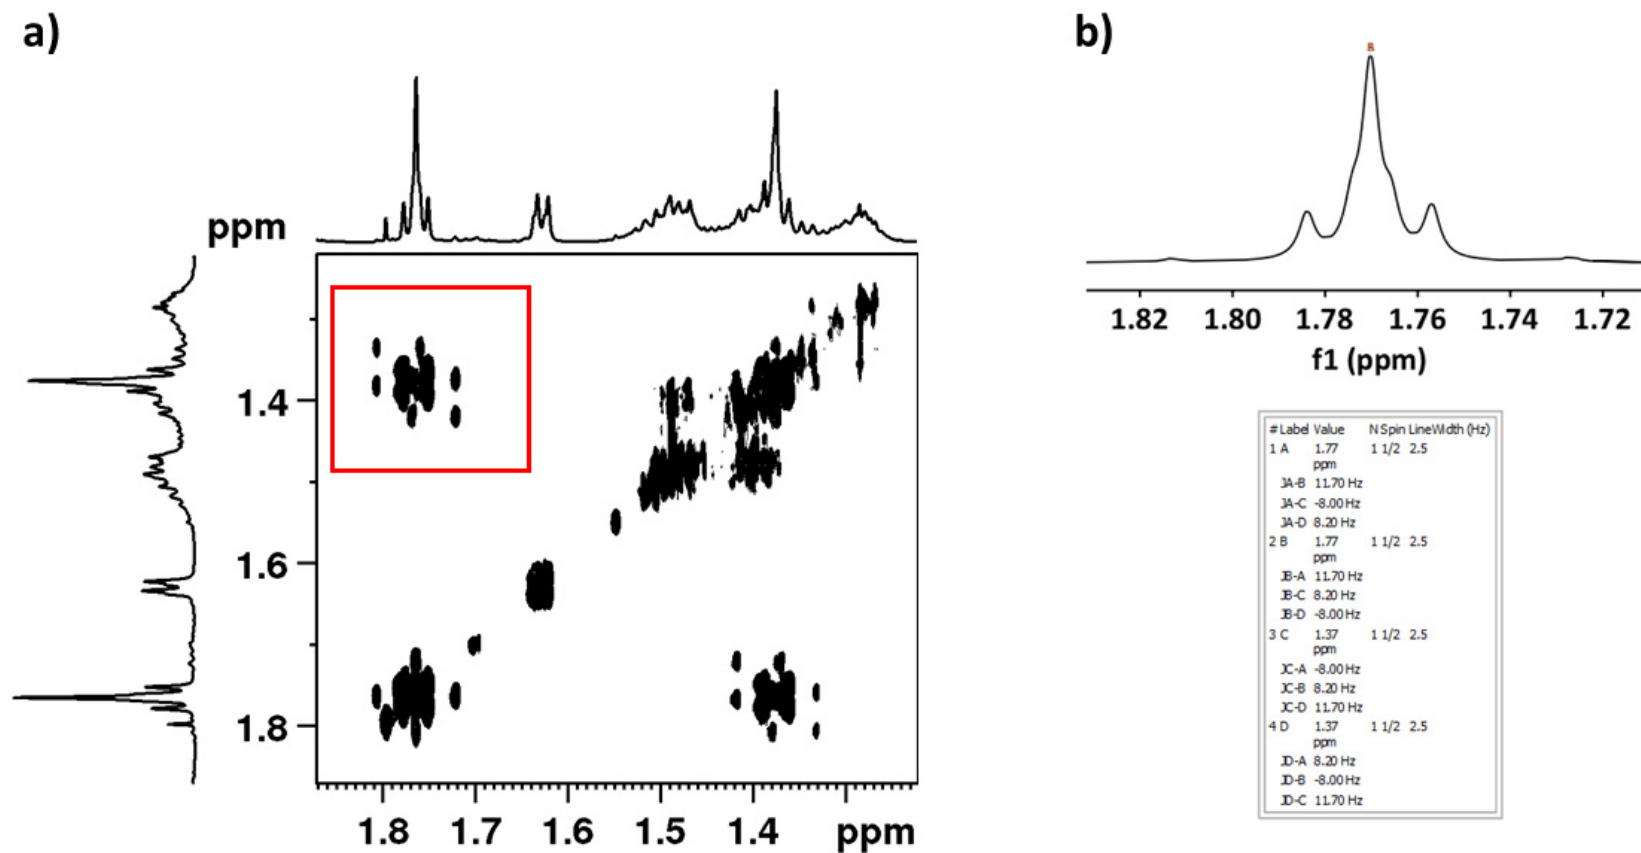 a)
ppm
1.4
1.6
1.8
1.8 1.7 1.6 1.5 1.4 ppm
b)
1.82 1.80 1.78 1.76 1.74 1.72
f1 (ppm)
# Label Value N Spin LineWidth (Hz)
1 A 1.77 1 1/2 2.5
ppm
JA-B 11.70 Hz
JA-C -8.00 Hz
JA-D 8.20 Hz
2 B 1.77 1 1/2 2.5
ppm
JB-A 11.70 Hz
JB-C 8.20 Hz
JB-D -8.00 Hz
3 C 1.37 1 1/2 2.5
ppm
JC-A -8.00 Hz
JC-B 8.20 Hz
JC-D 11.70 Hz
4 D 1.37 1 1/2 2.5
ppm
JD-A 8.20 Hz
JD-B -8.00 Hz
JD-C 11.70 Hz